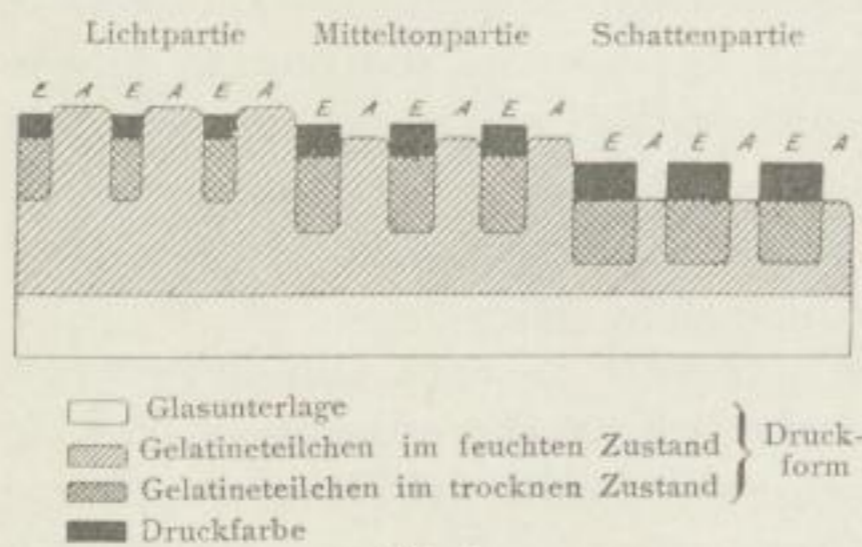 Lichtpartie Mitteltonpartie Schattenpartie
E A E A E A E A E A E A E A E A E A
Glasunterlage
Gelatineteilchen im feuchten Zustand
Gelatineteilchen im trocknen Zustand
Druckfarbe
Druck-
form